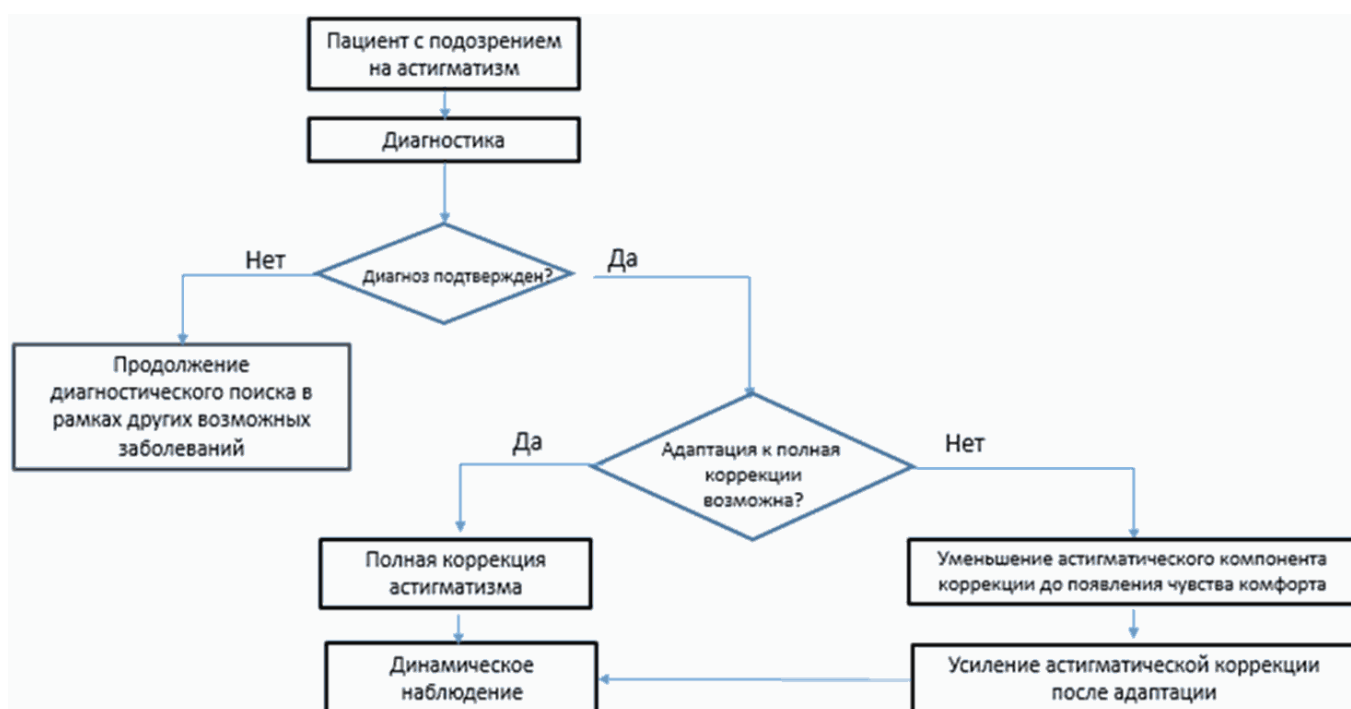 Пациент с подозрением
на астигматизм
Диагностика
Нет
Да
Диагноз подтвержден?
Продолжение
диагностического поиска в
рамках других возможных
заболеваний
Да
Нет
Адаптация к полная
коррекции
возможна?
Полная коррекция
астигматизма
Уменьшение астигматического компонента
коррекции до появления чувства комфорта
Динамическое
наблюдение
Усиление астигматической коррекции
после адаптации